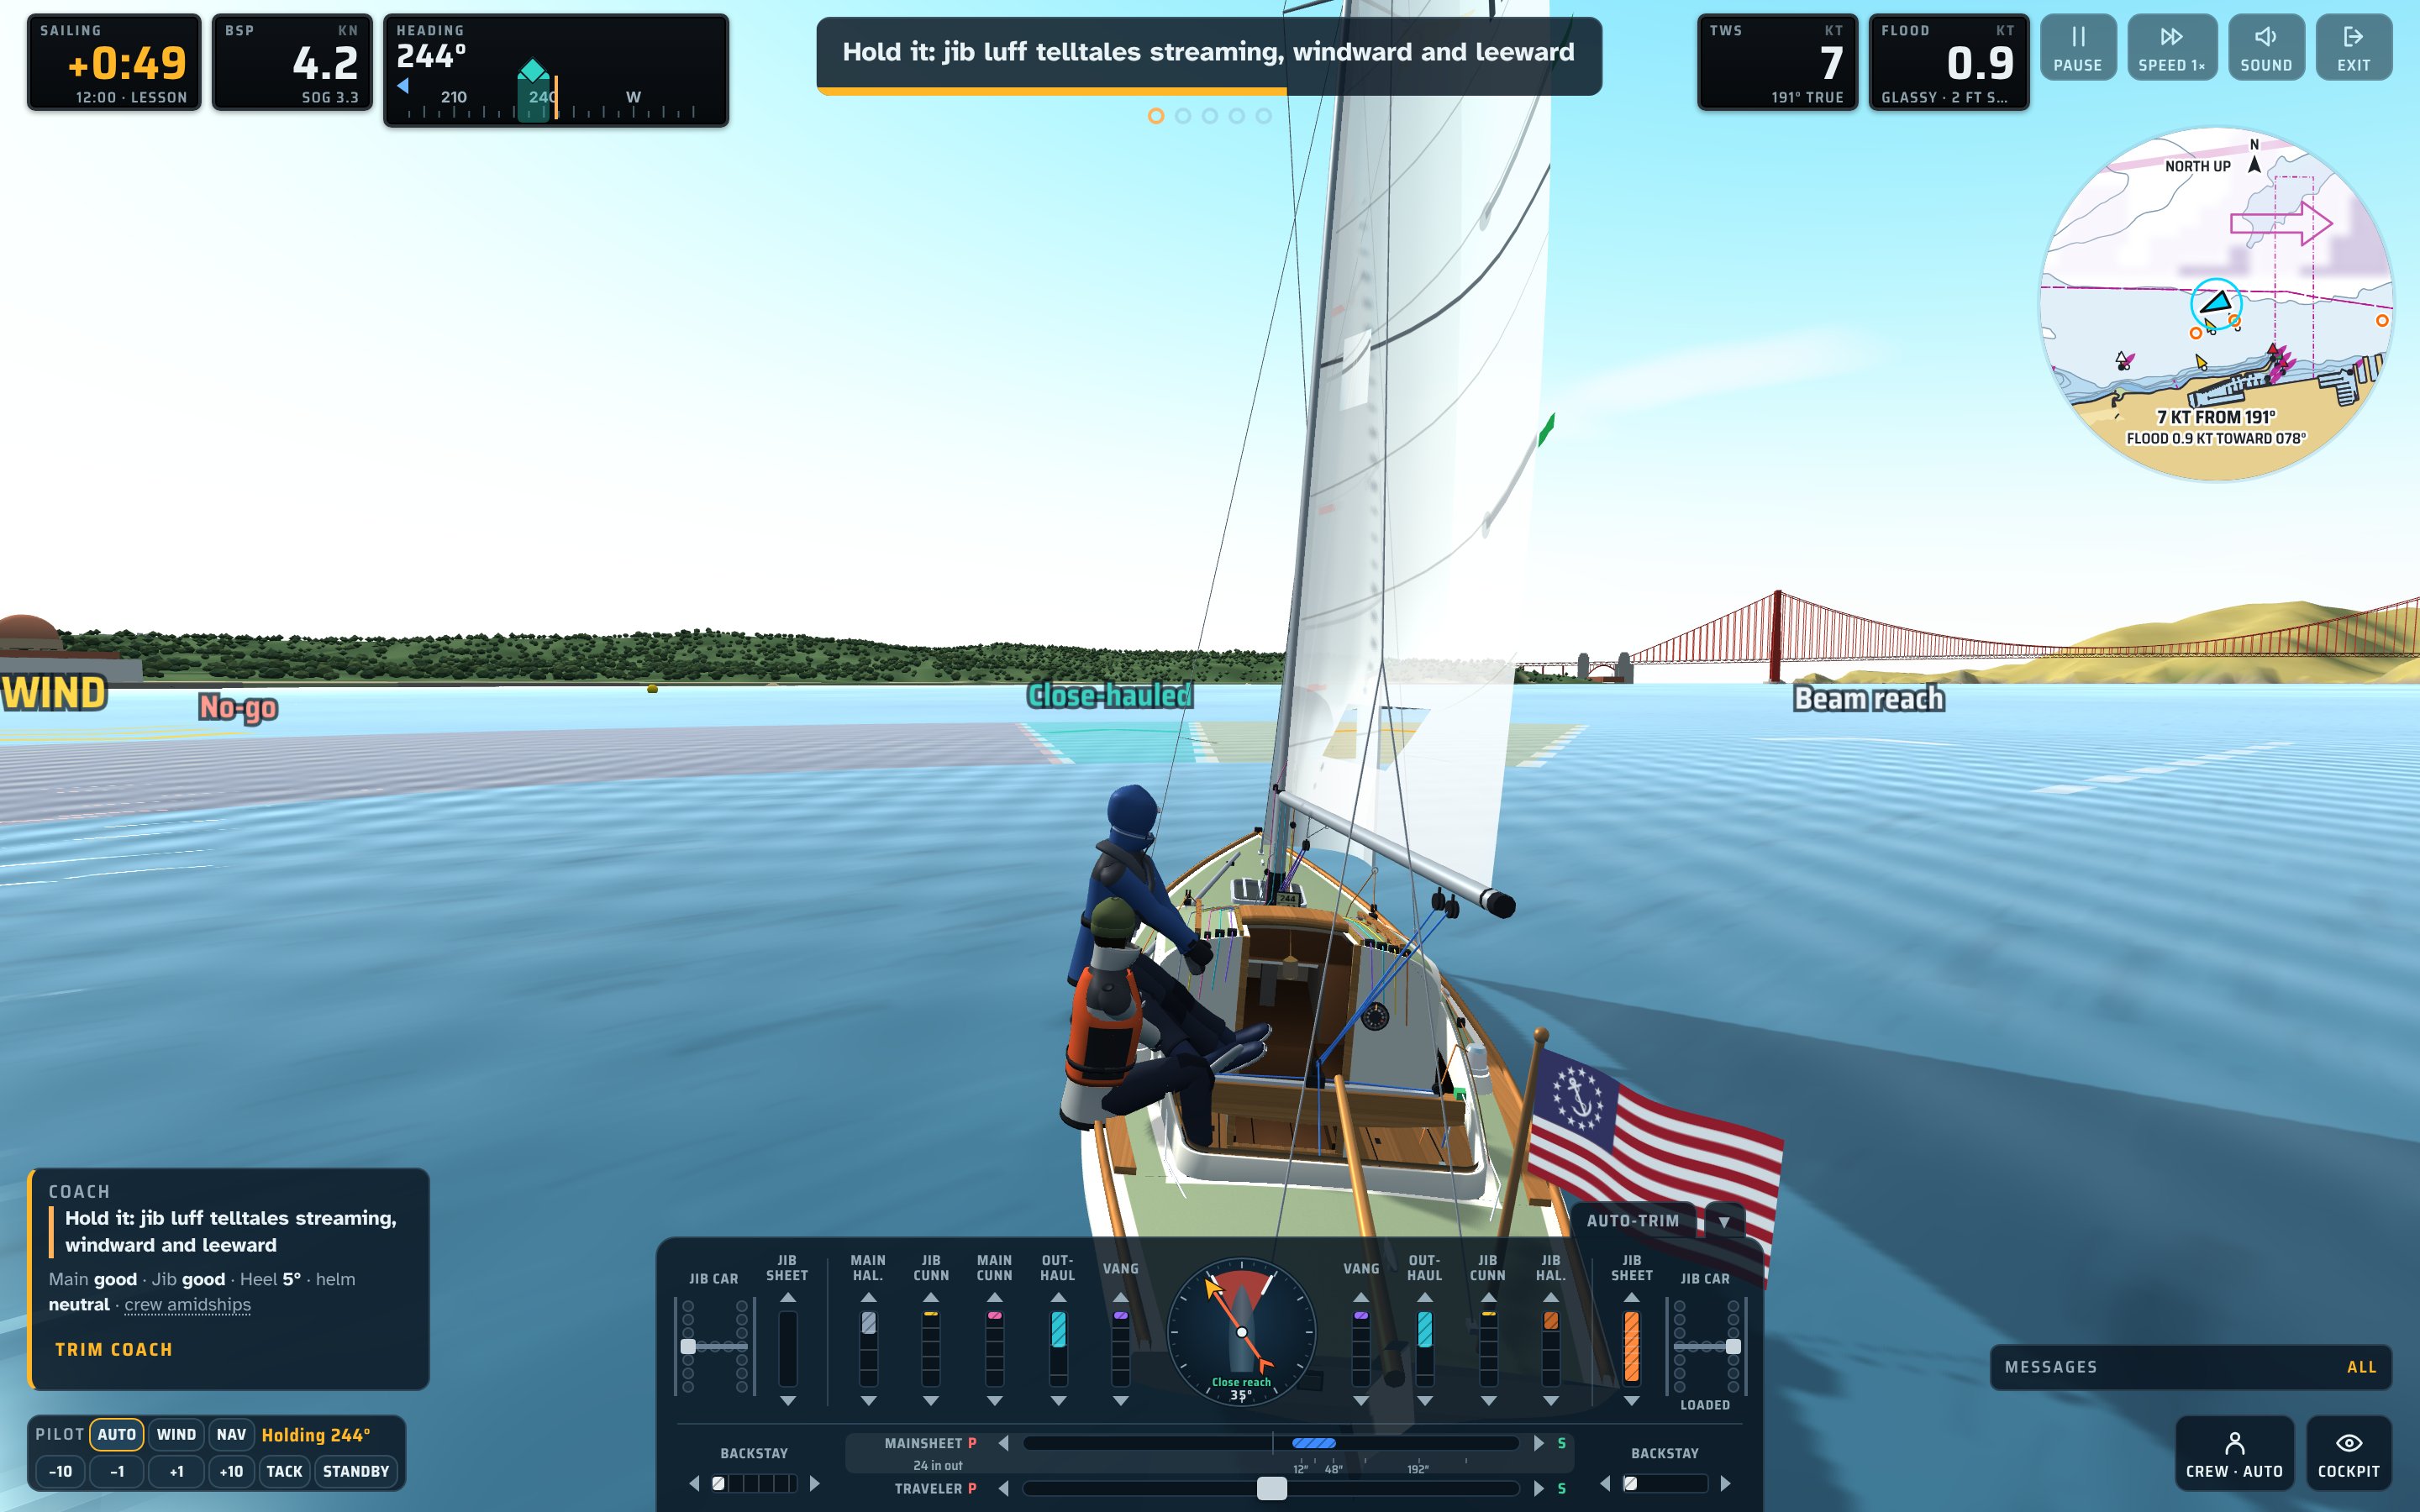 SAILING
+0:49
12:00 · LESSON
BSP KN
4.2
SOG 3.3
HEADING
244°
210 240 W
Hold it: jib luff telltales streaming, windward and leeward
TWS KT
7
191° TRUE
FLOOD KT
0.9
GLASSY · 2 FT S...
PAUSE
SPEED 1×
SOUND
EXIT
N
NORTH UP
7 KT FROM 191°
FLOOD 0.9 KT TOWARD 078°
WIND
No-go
Close-hauled
Beam reach
244
COACH
Hold it: jib luff telltales streaming,
windward and leeward
Main good · Jib good · Heel 5° · helm
neutral · crew amidships
TRIM COACH
PILOT AUTO WIND NAV Holding 244°
-10 -1 +1 +10 TACK STANDBY
AUTO-TRIM ▼
JIB CAR
JIB SHEET
MAIN HAL.
JIB CUNN
MAIN CUNN
OUT-HAUL
VANG
Close reach
35°
VANG
OUT-HAUL
JIB CUNN
JIB HAL.
JIB SHEET
JIB CAR
LOADED
BACKSTAY
MAINSHEET P S
24 in out
12" 48" 192"
TRAVELER P S
BACKSTAY
MESSAGES ALL
CREW · AUTO
COCKPIT